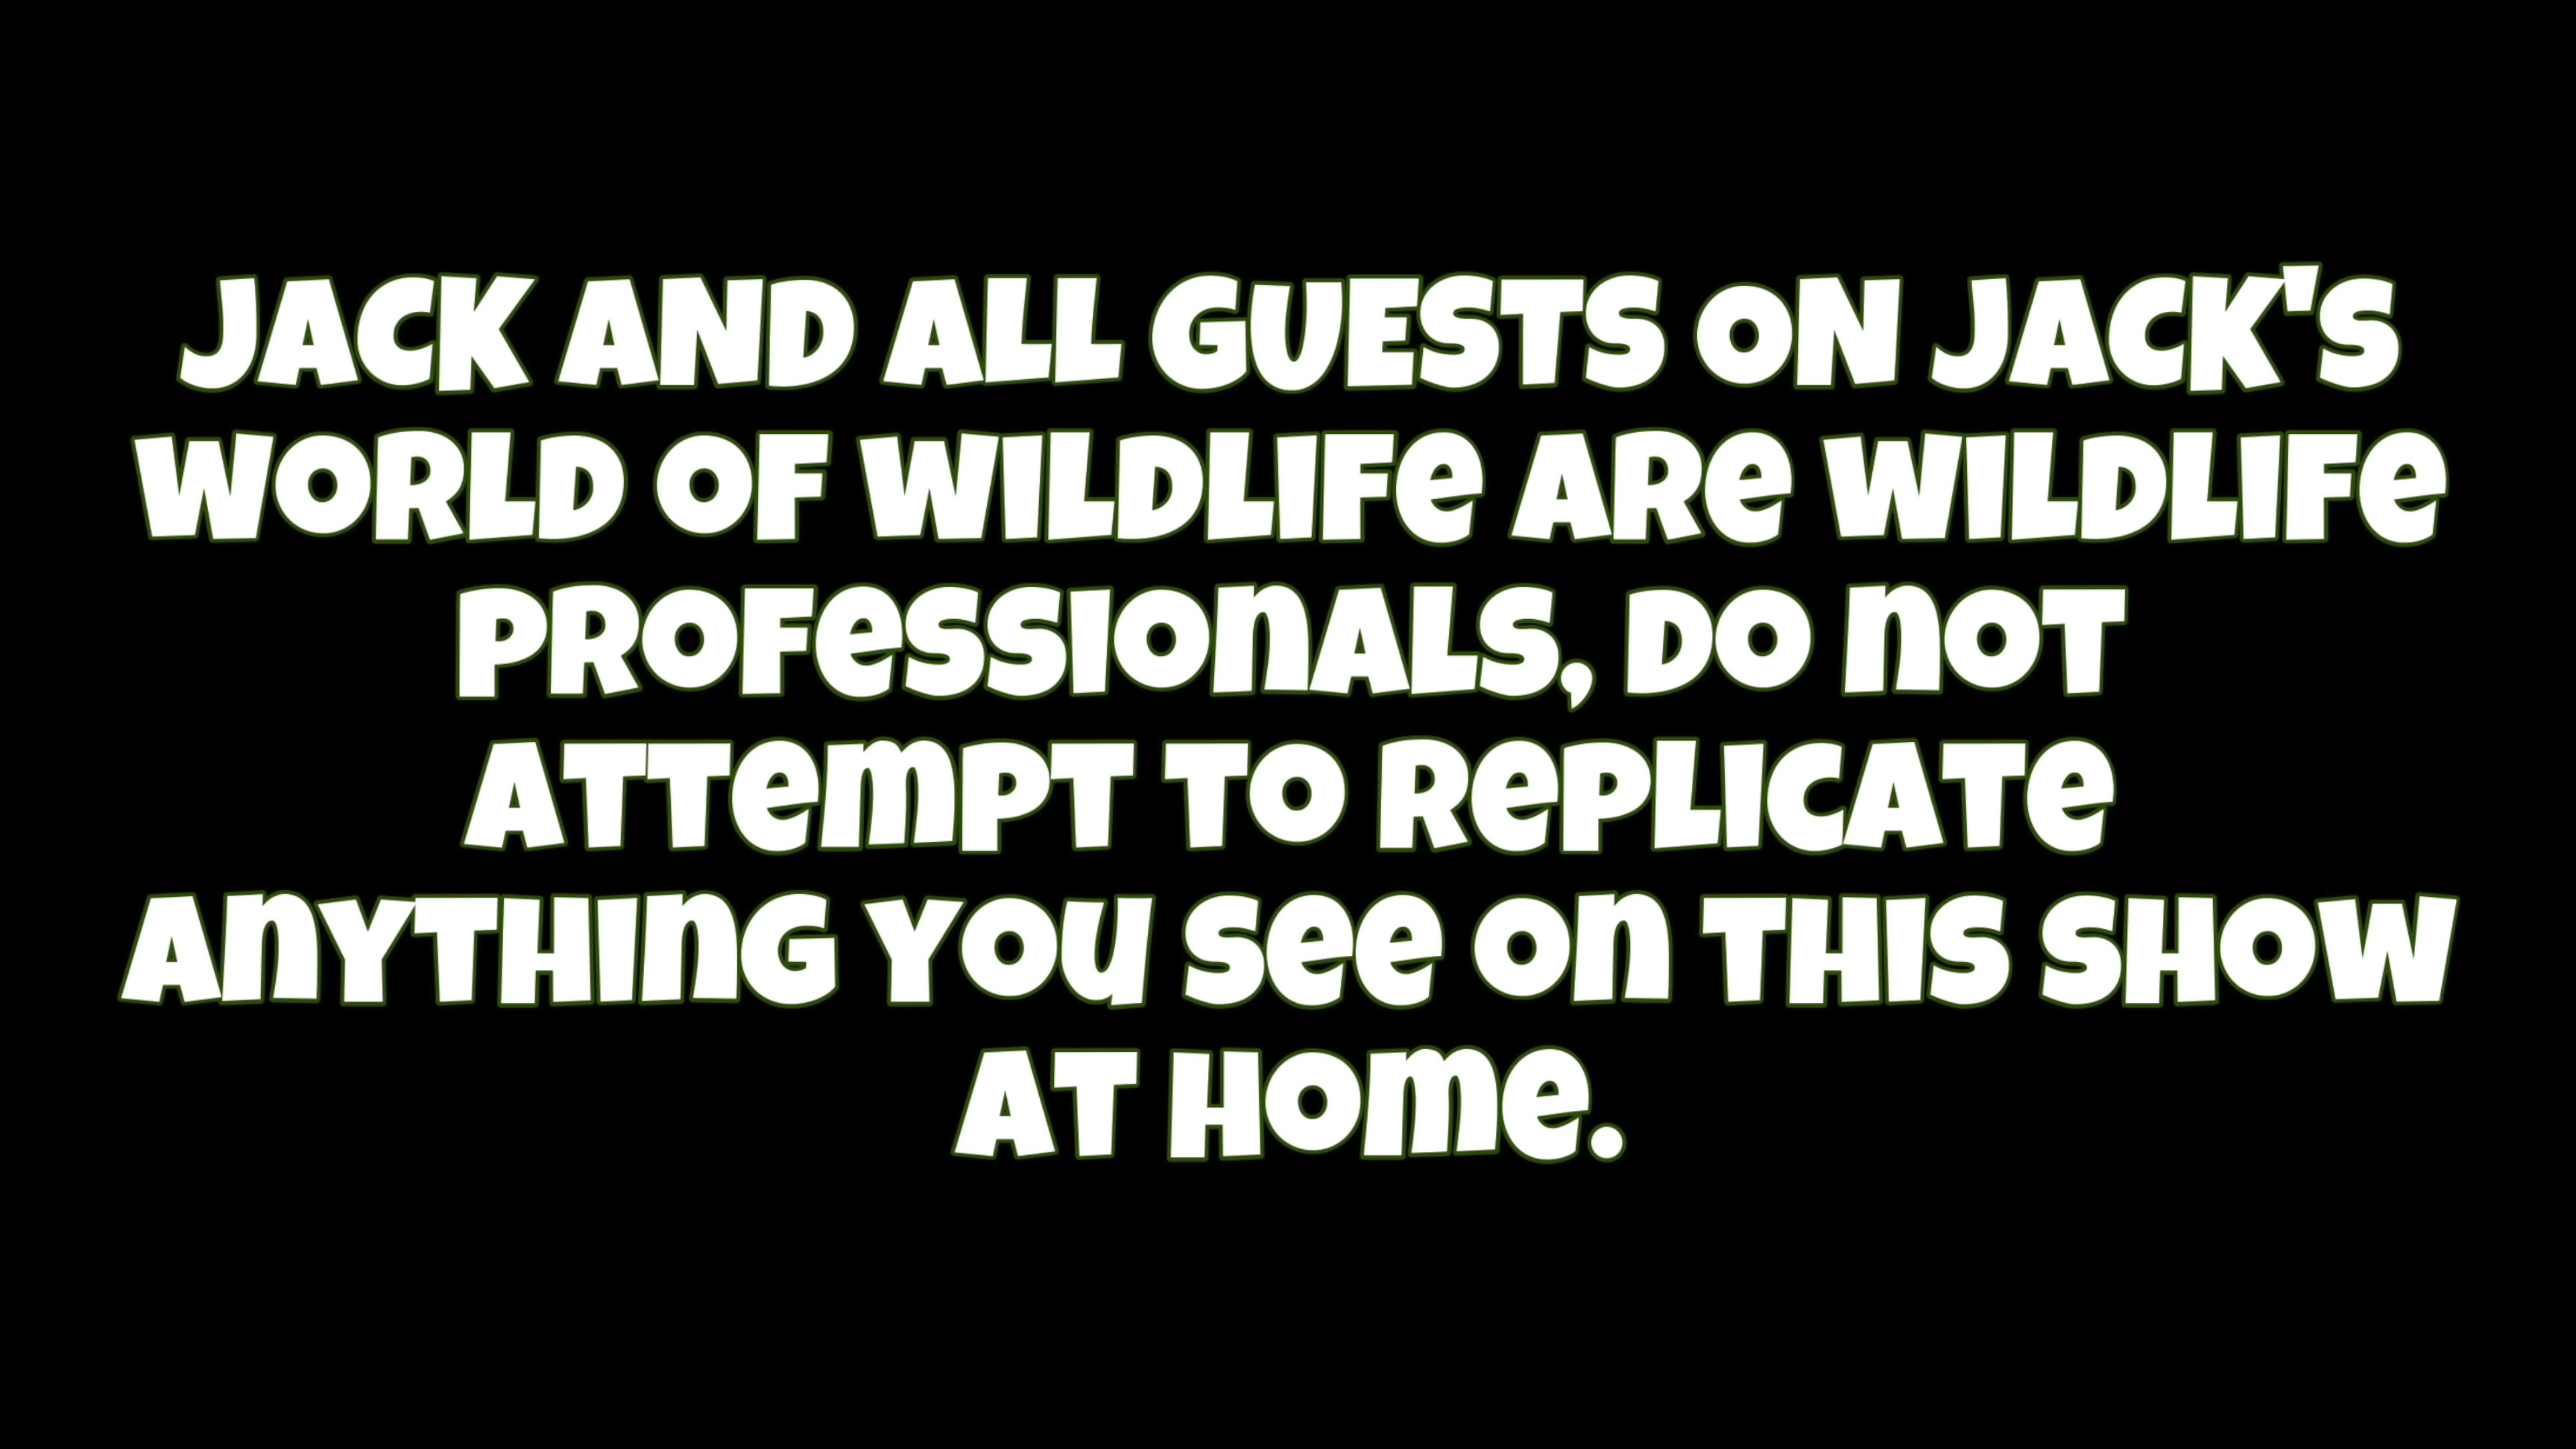 JACK AND ALL GUESTS ON JACK'S
WORLD OF WILDLIFe ARe WILDLIFe
PROFeSSIOnALS, DO nOT
ATTemPT TO RePLICATe
AnYTHInG YOu See On THIS SHOW
AT HOme.